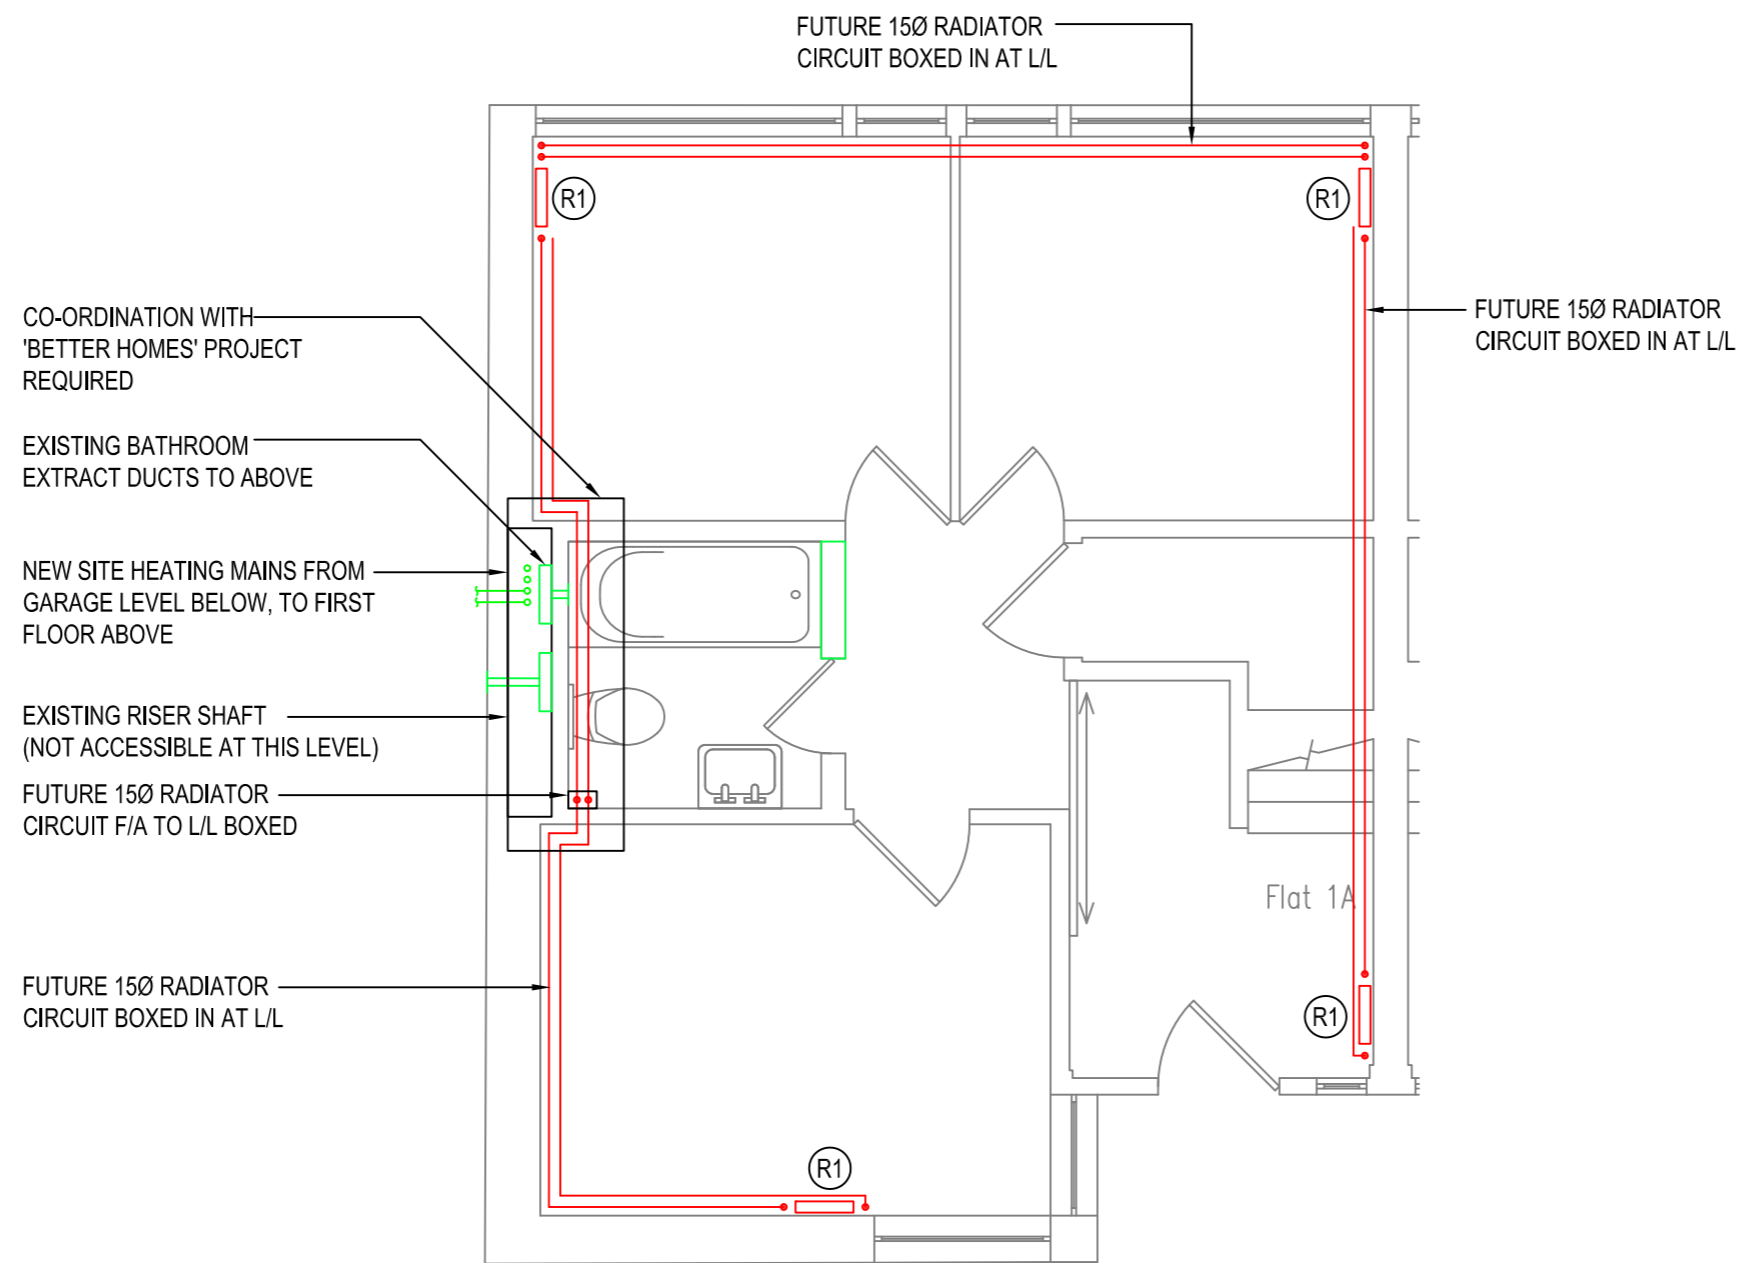 FUTURE 15Ø RADIATOR
CIRCUIT BOXED IN AT L/L
R1
R1
CO-ORDINATION WITH
'BETTER HOMES' PROJECT
REQUIRED
FUTURE 15Ø RADIATOR
CIRCUIT BOXED IN AT L/L
EXISTING BATHROOM
EXTRACT DUCTS TO ABOVE
NEW SITE HEATING MAINS FROM
GARAGE LEVEL BELOW, TO FIRST
FLOOR ABOVE
EXISTING RISER SHAFT
(NOT ACCESSIBLE AT THIS LEVEL)
FUTURE 15Ø RADIATOR
CIRCUIT F/A TO L/L BOXED
Flat 1A
FUTURE 15Ø RADIATOR
CIRCUIT BOXED IN AT L/L
R1
R1